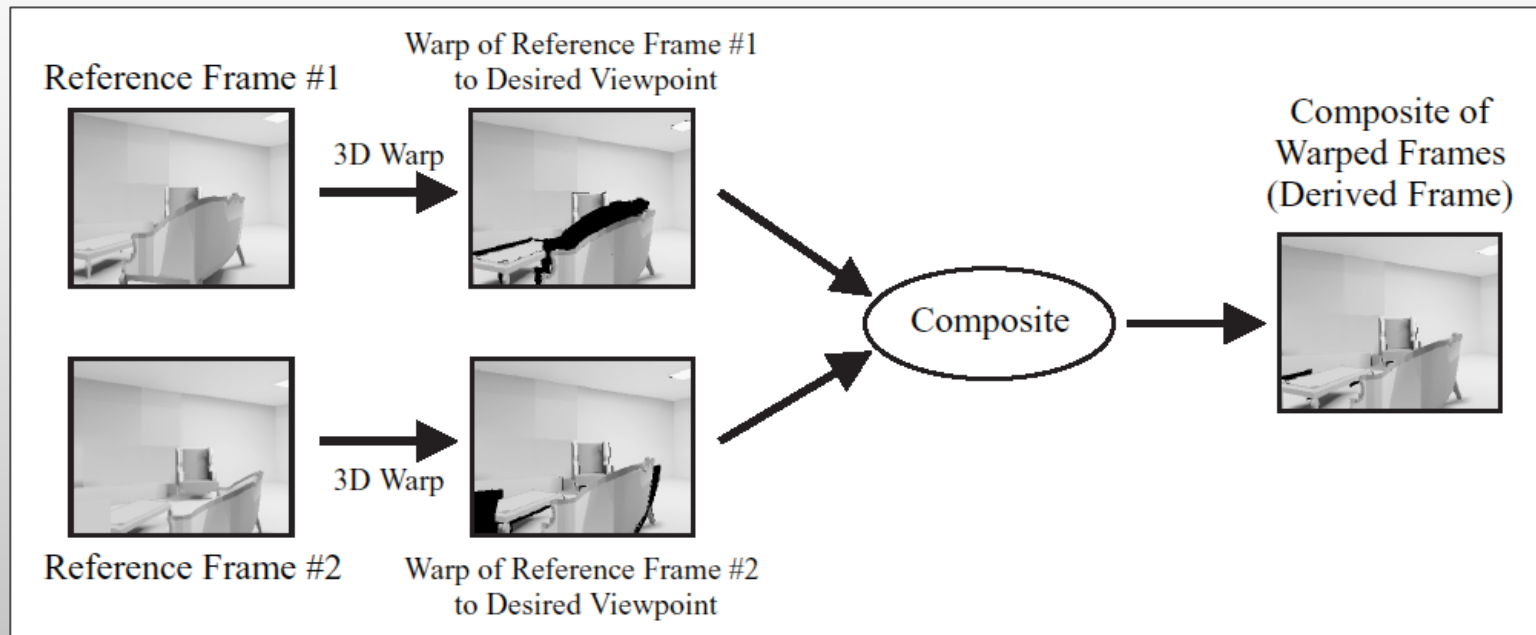 Reference Frame #1
3D Warp
Warp of Reference Frame #1
to Desired Viewpoint
Reference Frame #2
3D Warp
Warp of Reference Frame #2
to Desired Viewpoint
Composite
Composite of
Warped Frames
(Derived Frame)